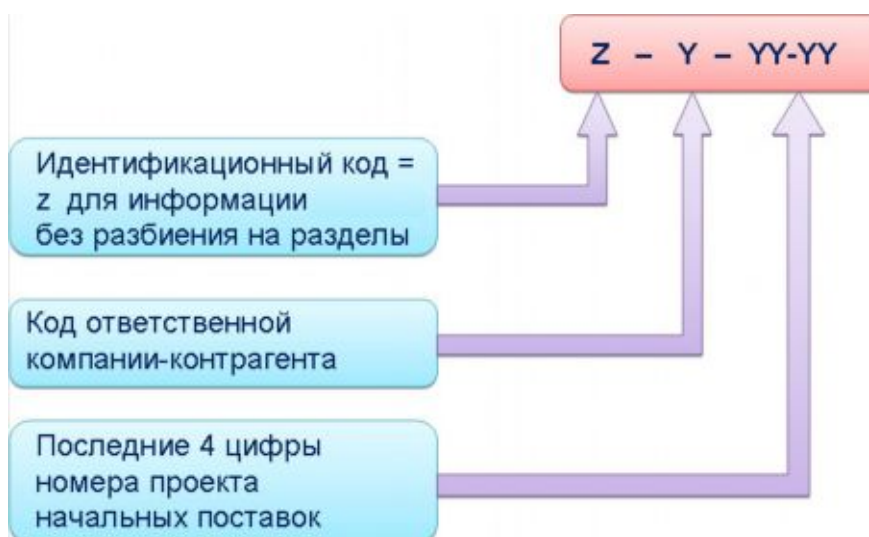 Z – Y – YY-YY
Идентификационный код =
z для информации
без разбиения на разделы
Код ответственной
компании-контрагента
Последние 4 цифры
номера проекта
начальных поставок